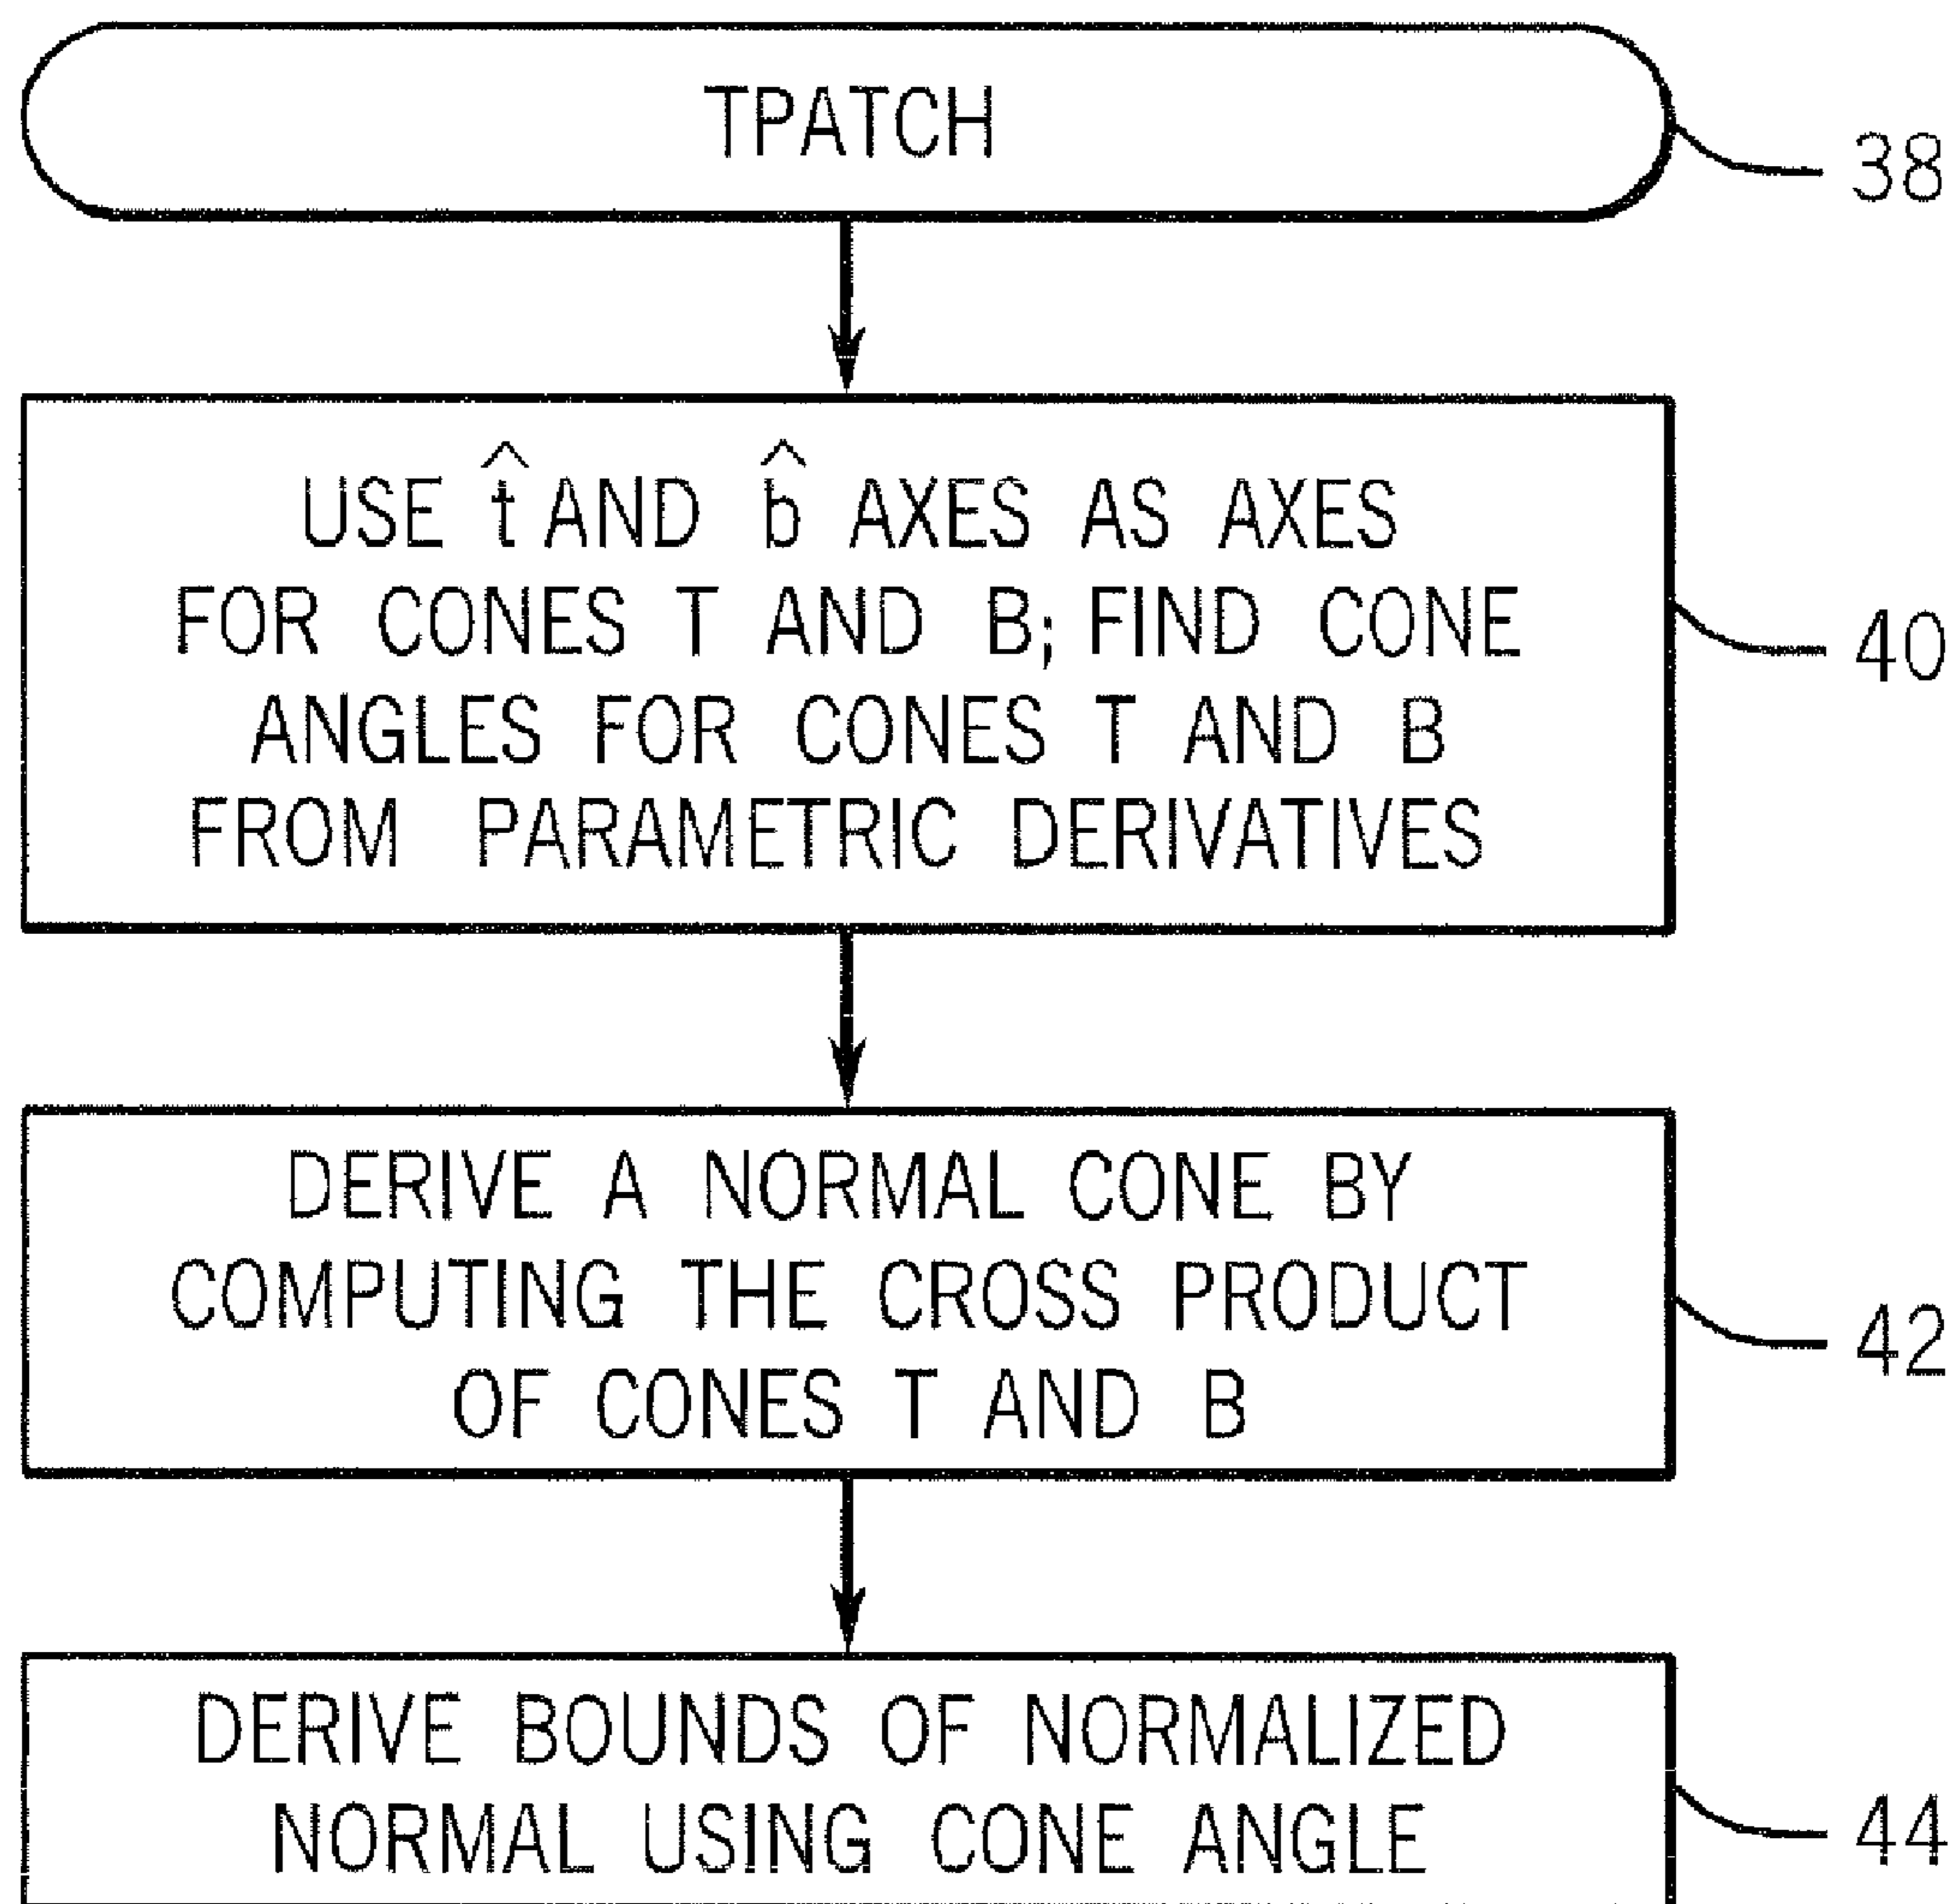 TPATCH
38
USE t̂ AND b̂ AXES AS AXES
FOR CONES T AND B; FIND CONE
ANGLES FOR CONES T AND B
FROM PARAMETRIC DERIVATIVES
40
DERIVE A NORMAL CONE BY
COMPUTING THE CROSS PRODUCT
OF CONES T AND B
42
DERIVE BOUNDS OF NORMALIZED
NORMAL USING CONE ANGLE
44